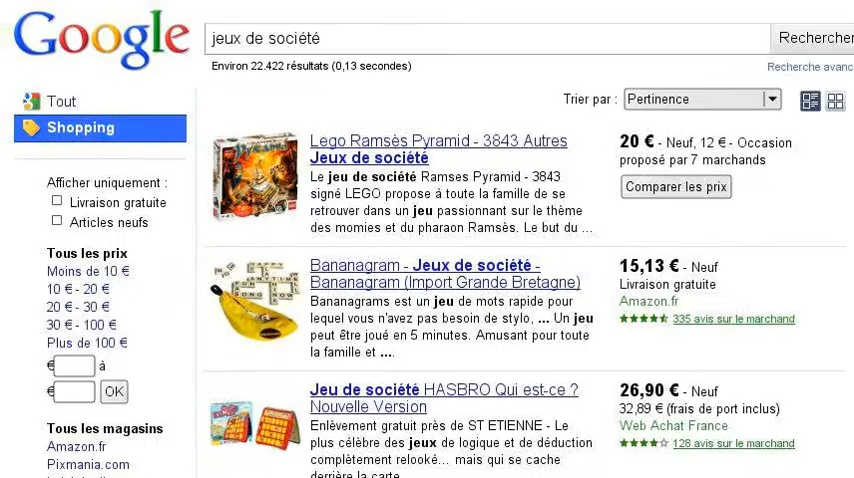 Google
jeux de société
Rechercher
Environ 22.422 résultats (0,13 secondes)
Recherche avanc
Tout
Shopping
Trier par :
Pertinence
Afficher uniquement :
Livraison gratuite
Articles neufs
Tous les prix
Moins de 10 €
10 € - 20 €
20 € - 30 €
30 € - 100 €
Plus de 100 €
€ à
€ OK
Tous les magasins
Amazon.fr
Pixmania.com
Lego Ramsès Pyramid - 3843 Autres
Jeux de société
Le jeu de société Ramses Pyramid - 3843
signé LEGO propose à toute la famille de se
retrouver dans un jeu passionnant sur le thème
des momies et du pharaon Ramsès. Le but du ...
20 € - Neuf, 12 € - Occasion
proposé par 7 marchands
Comparer les prix
Bananagram - Jeux de société -
Bananagram (Import Grande Bretagne)
Bananagrams est un jeu de mots rapide pour
lequel vous n'avez pas besoin de stylo, ... Un jeu
peut être joué en 5 minutes. Amusant pour toute
la famille et ....
15,13 € - Neuf
Livraison gratuite
Amazon.fr
335 avis sur le marchand
Jeu de société HASBRO Qui est-ce ?
Nouvelle Version
Enlèvement gratuit près de ST ETIENNE - Le
plus célèbre des jeux de logique et de déduction
complètement relooké... mais qui se cache
derrière la carte
26,90 € - Neuf
32,89 € (frais de port inclus)
Web Achat France
128 avis sur le marchand